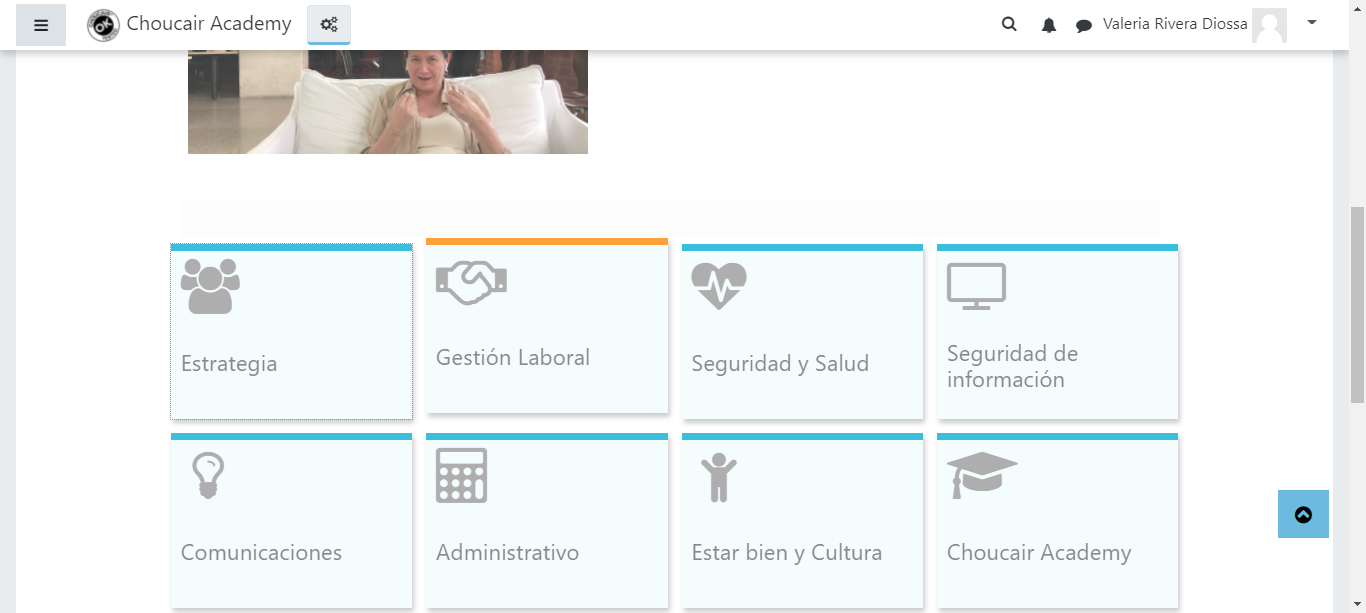 Choucair Academy
Valeria Rivera Diossa
Estrategia
Gestión Laboral
Seguridad y Salud
Seguridad de
información
Comunicaciones
Administrativo
Estar bien y Cultura
Choucair Academy